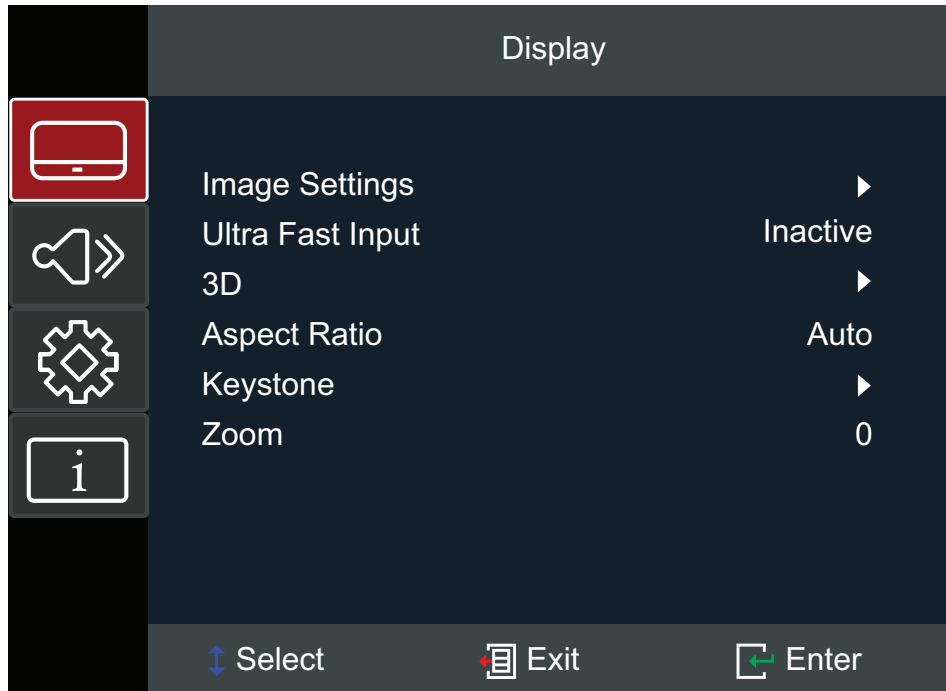 Display
Image Settings
Ultra Fast Input Inactive
3D
Aspect Ratio Auto
Keystone
Zoom 0
i
Select Exit Enter